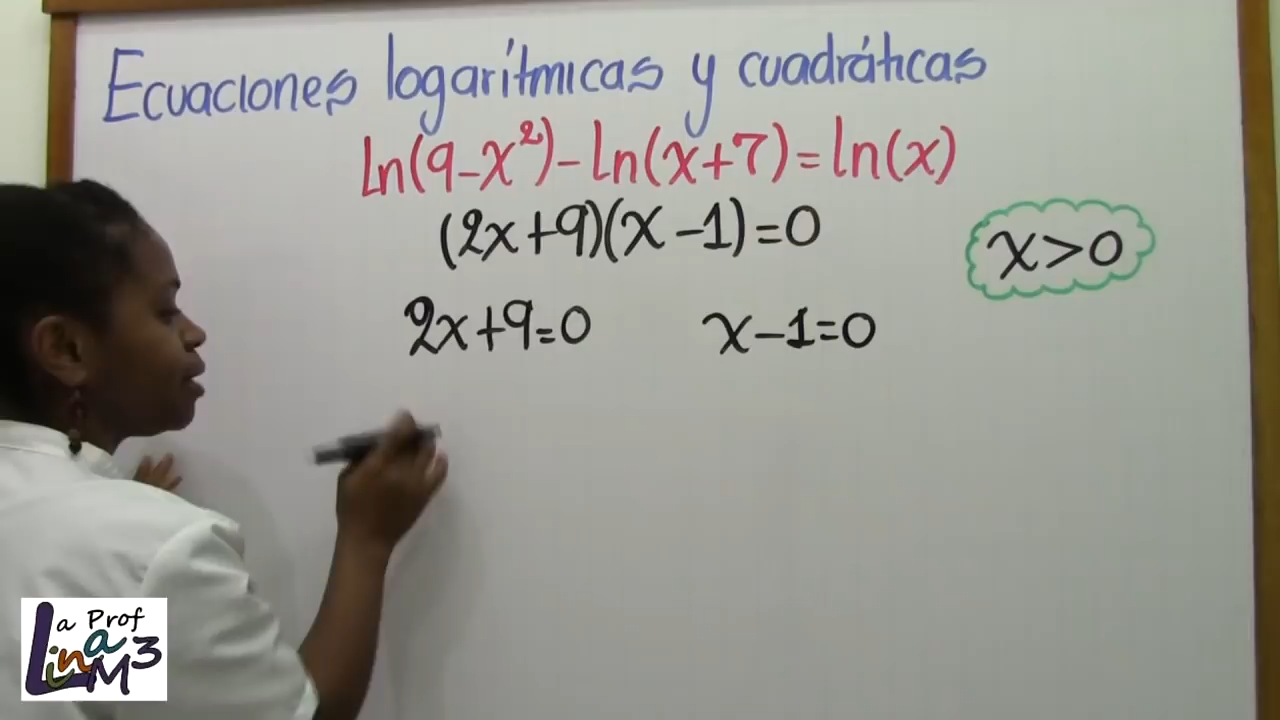 Ecuaciones logarítmicas y cuadráticas
ln(9-x²)-ln(x+7)=ln(x)
(2x+9)(x-1)=0
x>0
2x+9=0 x-1=0
La Prof
Lina M3